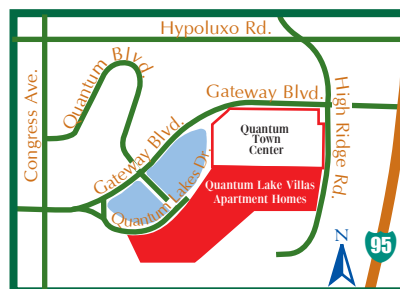 Hypoluxo Rd.
Quantum Blvd.
Congress Ave.
Gateway Blvd.
High Ridge Rd.
Gateway Blvd.
Quantum
Town
Center
Quantum Lakes Dr.
Quantum Lake Villas
Apartment Homes
N
95